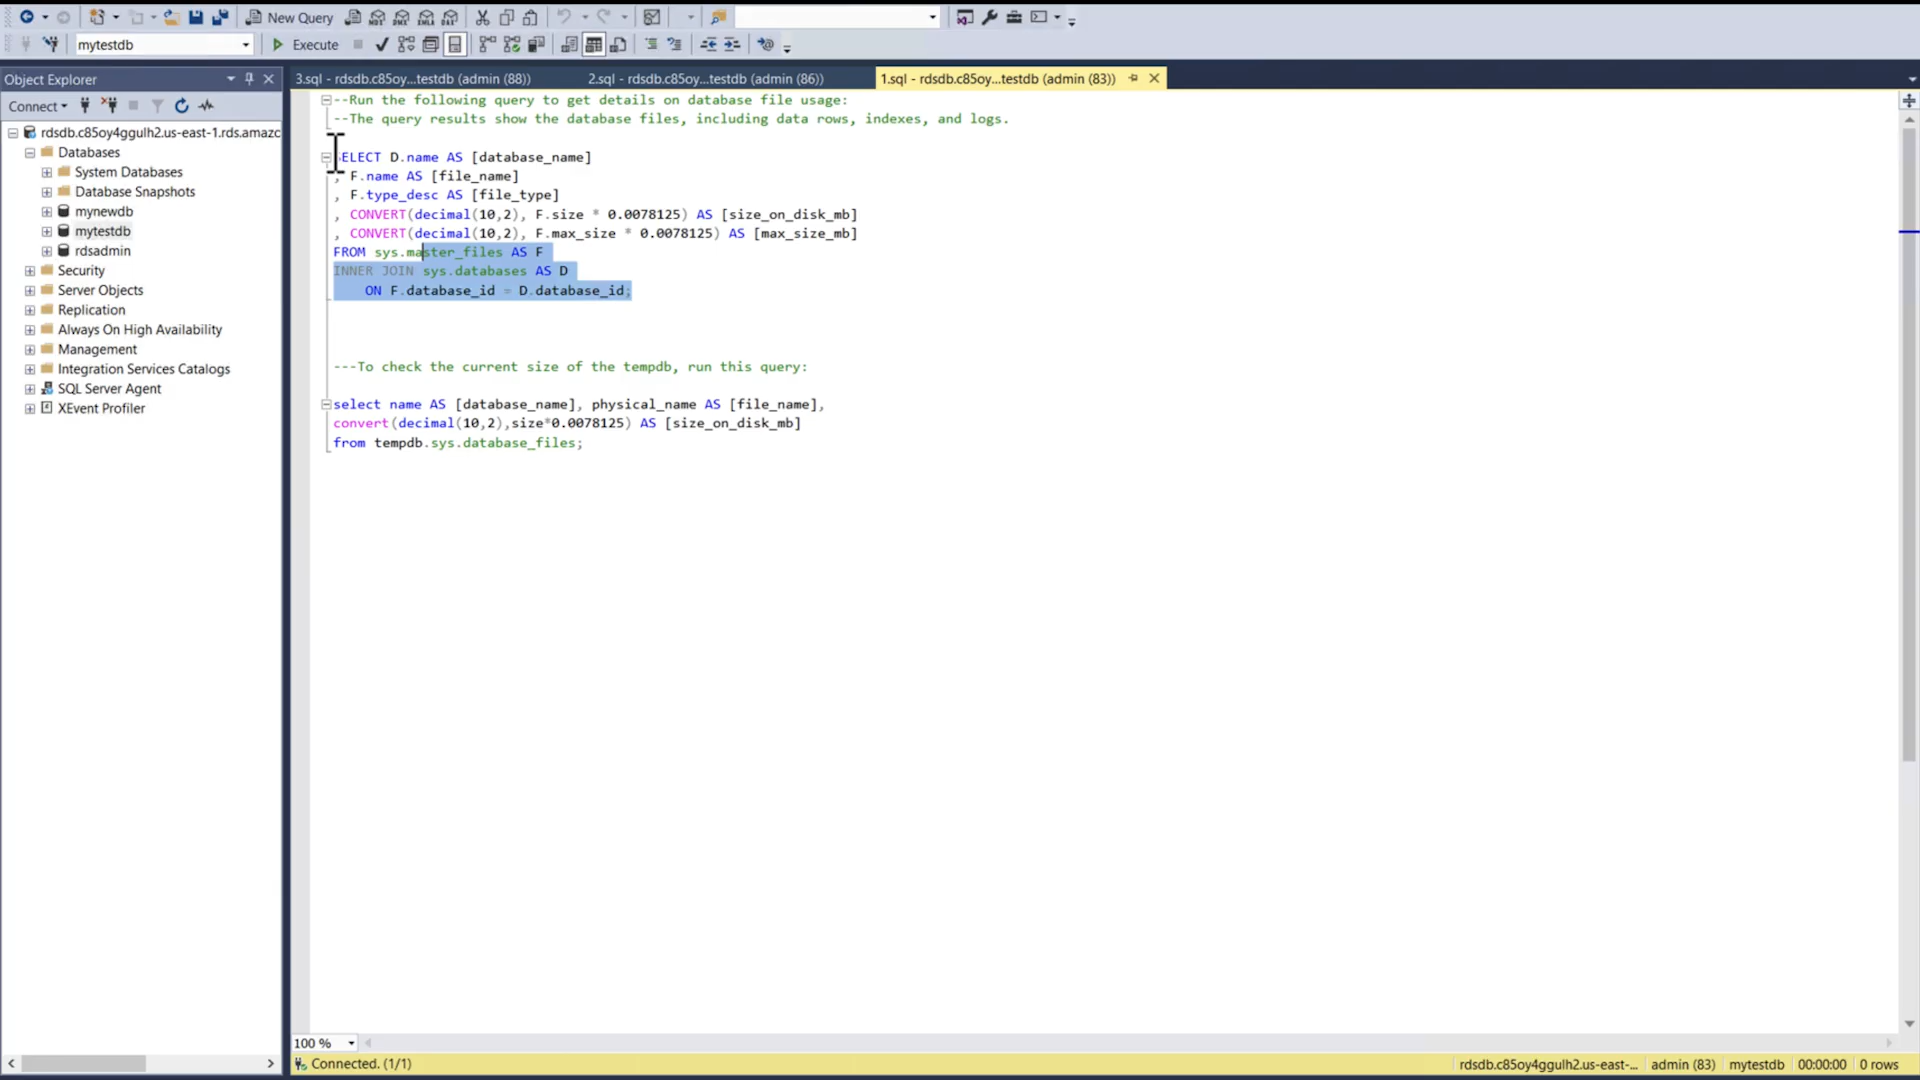 New Query
mytestdb
Execute
Object Explorer
3.sql - rdsdb.c85oy...testdb (admin (88))
2.sql - rdsdb.c85oy...testdb (admin (86))
1.sql - rdsdb.c85oy...testdb (admin (83))
Connect
rdsdb.c85oy4ggulh2.us-east-1.rds.amazc
Databases
System Databases
Database Snapshots
mynewdb
mytestdb
rdsadmin
Security
Server Objects
Replication
Always On High Availability
Management
Integration Services Catalogs
SQL Server Agent
XEvent Profiler
--Run the following query to get details on database file usage:
--The query results show the database files, including data rows, indexes, and logs.
SELECT D.name AS [database_name]
, F.name AS [file_name]
, F.type_desc AS [file_type]
, CONVERT(decimal(10,2), F.size * 0.0078125) AS [size_on_disk_mb]
, CONVERT(decimal(10,2), F.max_size * 0.0078125) AS [max_size_mb]
FROM sys.master_files AS F
INNER JOIN sys.databases AS D
ON F.database_id = D.database_id;
---To check the current size of the tempdb, run this query:
select name AS [database_name], physical_name AS [file_name],
convert(decimal(10,2),size*0.0078125) AS [size_on_disk_mb]
from tempdb.sys.database_files;
100 %
Connected. (1/1)
rdsdb.c85oy4ggulh2.us-east-...
admin (83)
mytestdb
00:00:00
0 rows